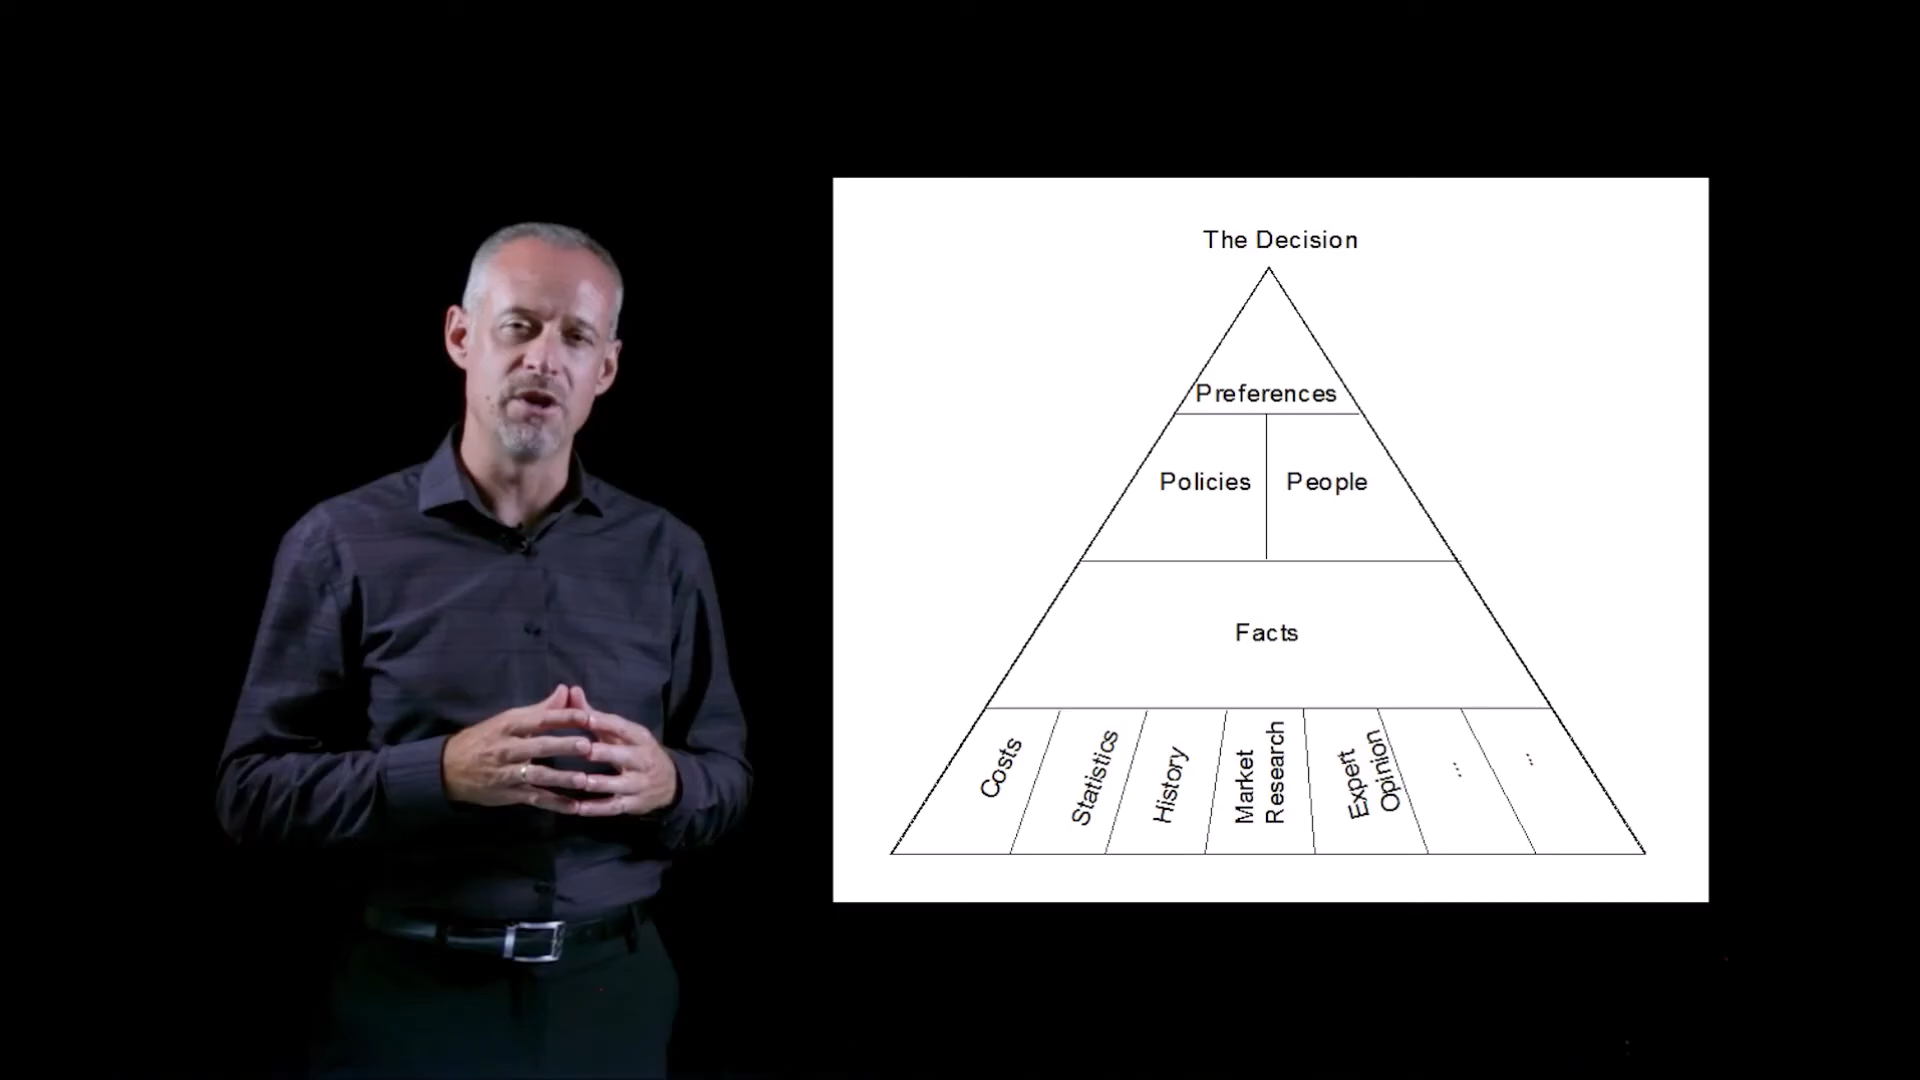 The Decision
Preferences
Policies
People
Facts
Costs
Statistics
History
Market
Research
Expert
Opinion
...
...